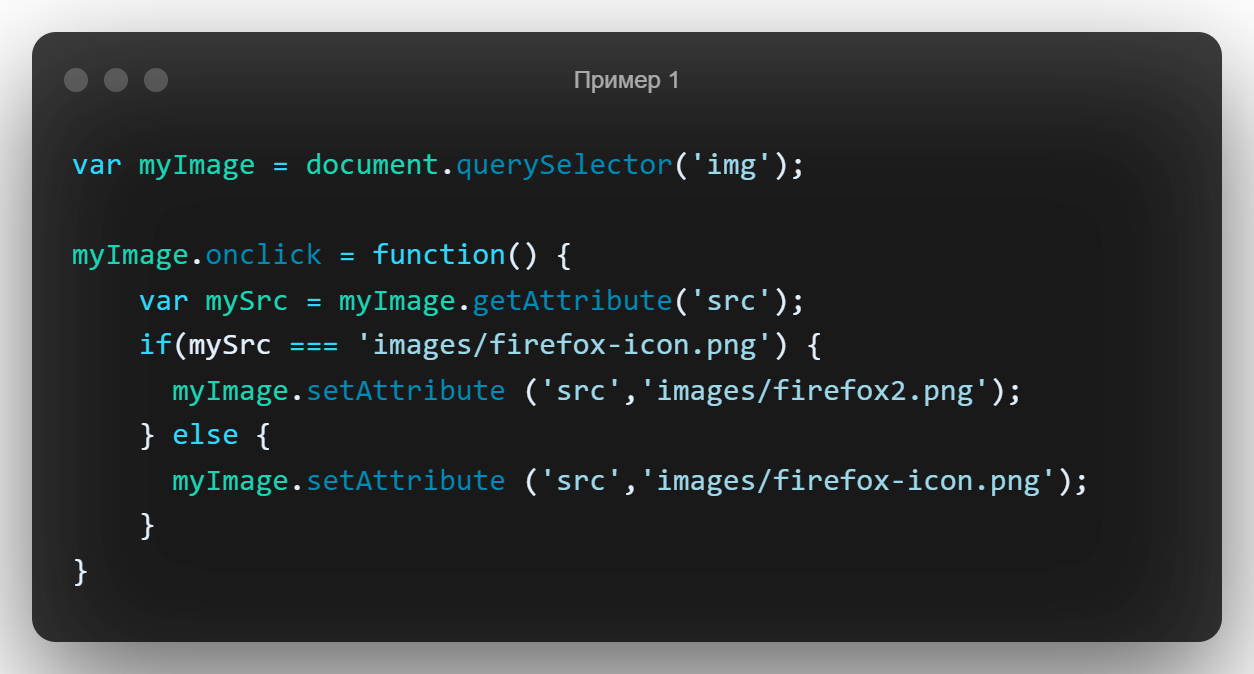 Пример 1
var myImage = document.querySelector('img');
myImage.onclick = function() {
    var mySrc = myImage.getAttribute('src');
    if(mySrc === 'images/firefox-icon.png') {
      myImage.setAttribute ('src','images/firefox2.png');
    } else {
      myImage.setAttribute ('src','images/firefox-icon.png');
    }
}